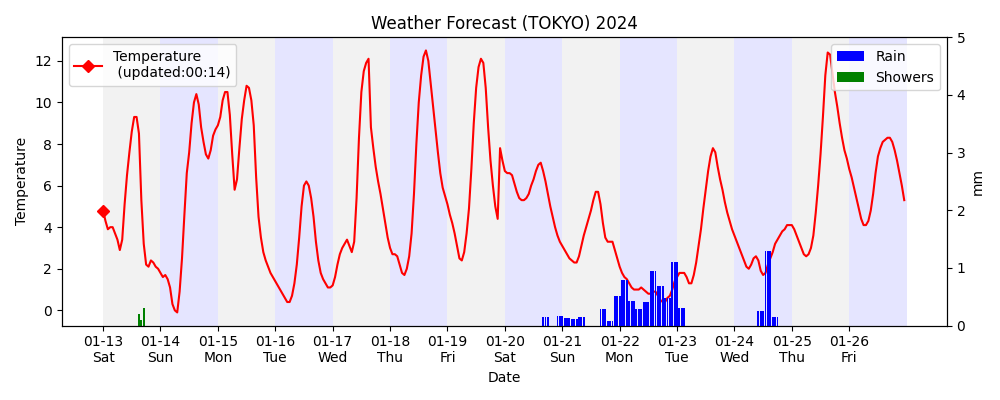 Weather Forecast (TOKYO) 2024
Temperature
(updated:00:14)
Rain
Showers
Temperature
12
10
8
6
4
2
0
5
4
3
2
1
0
mm
01-13 01-14 01-15 01-16 01-17 01-18 01-19 01-20 01-21 01-22 01-23 01-24 01-25 01-26
Sat Sun Mon Tue Wed Thu Fri Sat Sun Mon Tue Wed Thu Fri
Date